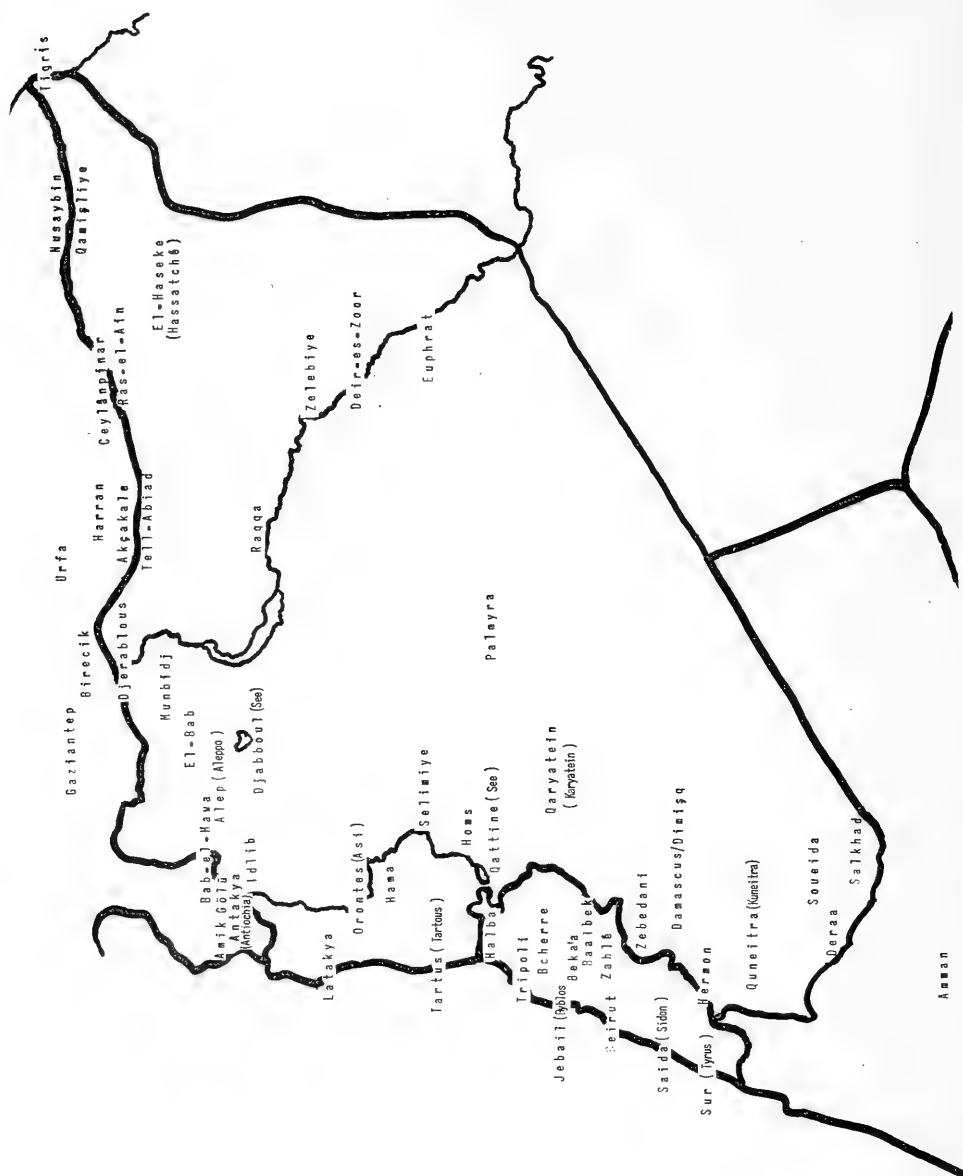 Tigris
Nusaybin
Qamişliye
El-Haseke
(Hassatché)
Ceylânpinar
Ras-el-Ain
Urfa
Harran
Akçakale
Tell-Abiad
Gaziantep
Birecik
Djerablous
Munbidj
El-Bab
Djabboul (See)
Raqqa
Zelebiye
Deir-es-Zoor
Euphrat
Palmyra
Bab-el-Hawa
Alep (Aleppo)
Amik Gölü
Antakya
(Antiochia)
Idlib
Orontes (Asi)
Hama
Selimiye
Latakya
Tartus (Tartous)
Homs
Qattine (See)
Halba
Qaryatein
(Karyatein)
Tripoli
Bcherre
Jebail (Byblos
Beka'a
Baalbek
Beirut
Zahlé
Zebedani
Damascus/Dimişq
Saida (Sidon)
Hermon
Sur (Tyrus)
Quneitra (Kuneitra)
Soueida
Salkhad
Deraa
Amman